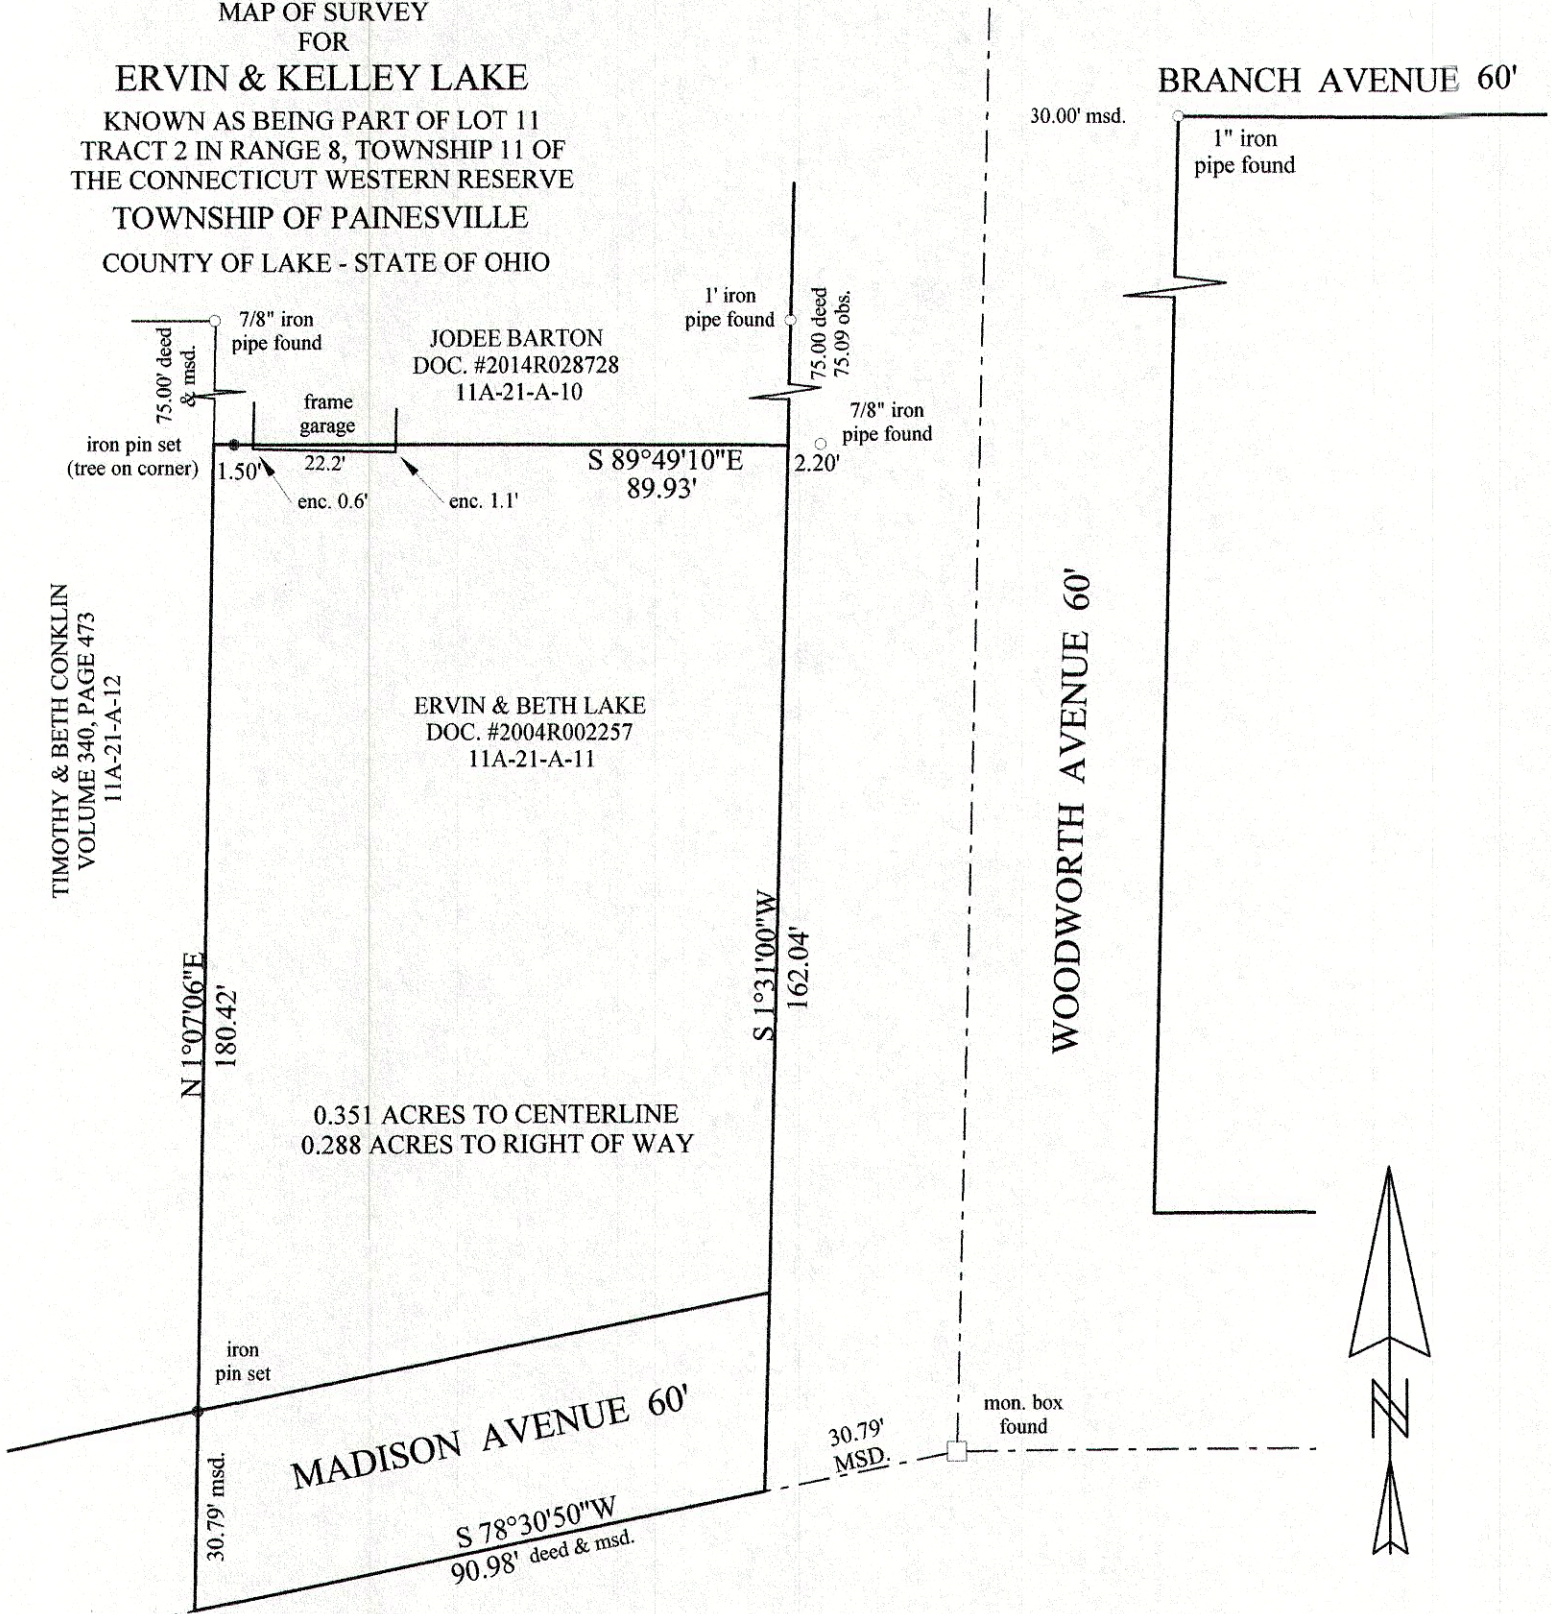 MAP OF SURVEY
FOR
ERVIN & KELLEY LAKE
KNOWN AS BEING PART OF LOT 11
TRACT 2 IN RANGE 8, TOWNSHIP 11 OF
THE CONNECTICUT WESTERN RESERVE
TOWNSHIP OF PAINESVILLE
COUNTY OF LAKE - STATE OF OHIO
BRANCH AVENUE 60'
30.00' msd.
1" iron
pipe found
7/8" iron
pipe found
75.00' deed
& msd.
JODEE BARTON
DOC. #2014R028728
11A-21-A-10
1' iron
pipe found
75.00 deed
75.09 obs.
frame
garage
7/8" iron
pipe found
iron pin set
(tree on corner)
1.50'
22.2'
S 89°49'10"E
89.93'
2.20'
enc. 0.6'
enc. 1.1'
TIMOTHY & BETH CONKLIN
VOLUME 340, PAGE 473
11A-21-A-12
ERVIN & BETH LAKE
DOC. #2004R002257
11A-21-A-11
WOODWORTH AVENUE 60'
N 1°07'06"E
180.42'
S 1°31'00"W
162.04'
0.351 ACRES TO CENTERLINE
0.288 ACRES TO RIGHT OF WAY
iron
pin set
MADISON AVENUE 60'
30.79' msd.
30.79'
MSD.
mon. box
found
S 78°30'50"W
90.98' deed & msd.
N